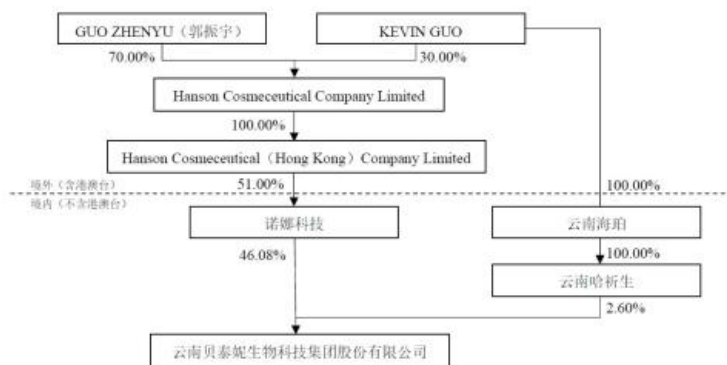 GUO ZHENYU（郭振宇）
KEVIN GUO
70.00%
30.00%
Hanson Cosmeceutical Company Limited
100.00%
Hanson Cosmeceutical（Hong Kong）Company Limited
境外（含港澳台）
51.00%
100.00%
境内（不含港澳台）
诺娜科技
云南海珀
46.08%
100.00%
云南哈祈生
2.60%
云南贝泰妮生物科技集团股份有限公司